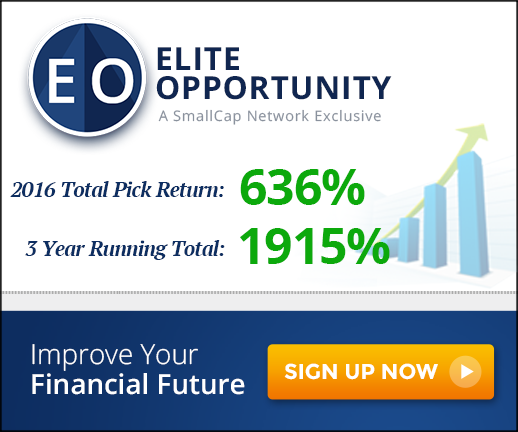 EO
ELITE
OPPORTUNITY
A SmallCap Network Exclusive
2016 Total Pick Return: 636%
3 Year Running Total: 1915%
Improve Your
Financial Future
SIGN UP NOW